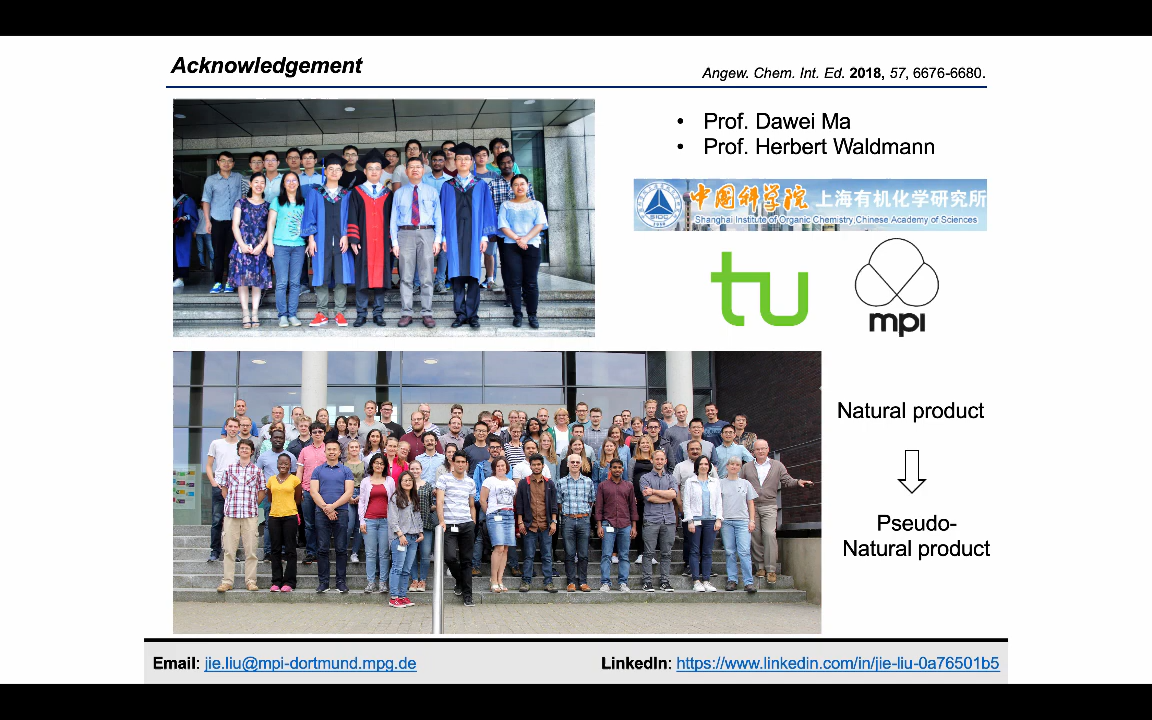 Acknowledgement
Angew. Chem. Int. Ed. 2018, 57, 6676-6680.
• Prof. Dawei Ma
• Prof. Herbert Waldmann
中国科学院 上海有机化学研究所
SIOC
Shanghai Institute of Organic Chemistry,Chinese Academy of Sciences
tu
mpi
Natural product
Pseudo-
Natural product
Email: jie.liu@mpi-dortmund.mpg.de
LinkedIn: https://www.linkedin.com/in/jie-liu-0a76501b5